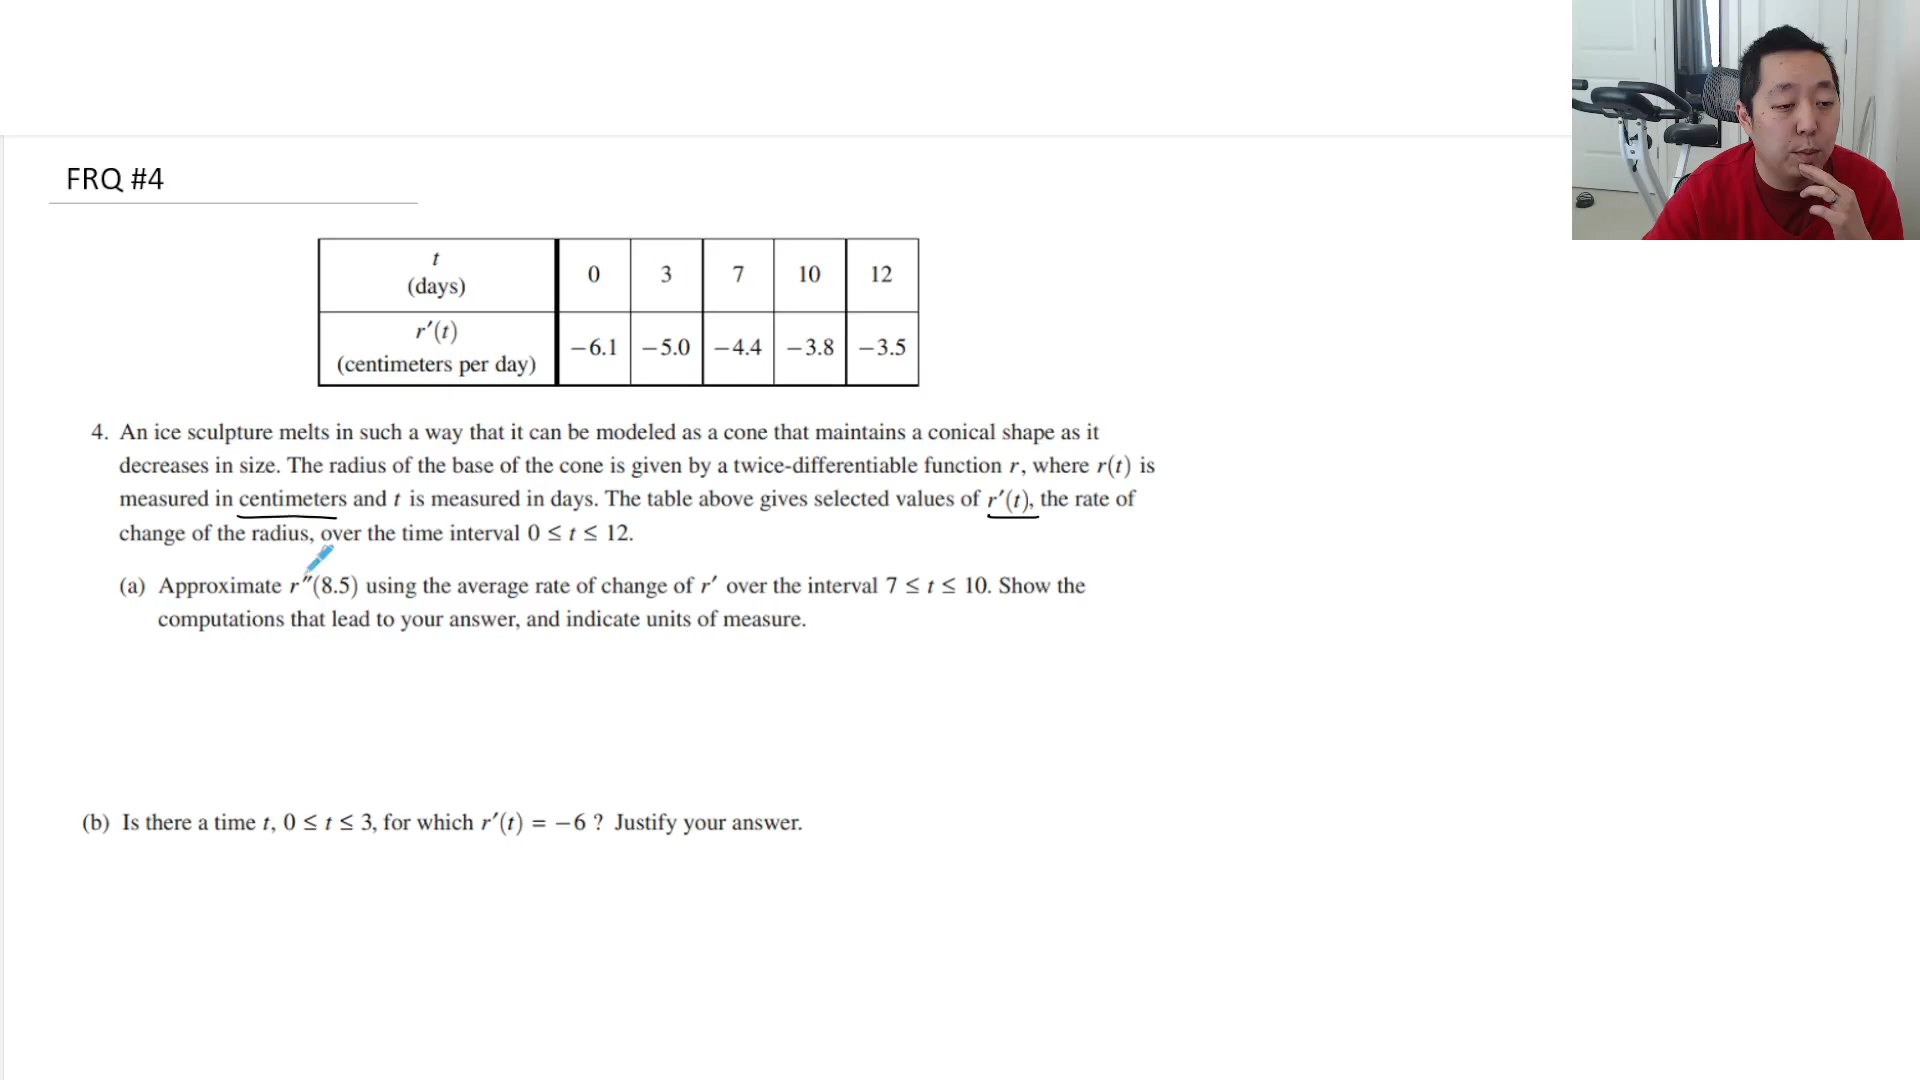 FRQ #4
t
(days)
0 3 7 10 12
r′(t)
(centimeters per day)
−6.1 −5.0 −4.4 −3.8 −3.5
4. An ice sculpture melts in such a way that it can be modeled as a cone that maintains a conical shape as it
decreases in size. The radius of the base of the cone is given by a twice-differentiable function r, where r(t) is
measured in centimeters and t is measured in days. The table above gives selected values of r′(t), the rate of
change of the radius, over the time interval 0 ≤ t ≤ 12.
(a) Approximate r″(8.5) using the average rate of change of r′ over the interval 7 ≤ t ≤ 10. Show the
computations that lead to your answer, and indicate units of measure.
(b) Is there a time t, 0 ≤ t ≤ 3, for which r′(t) = −6 ? Justify your answer.